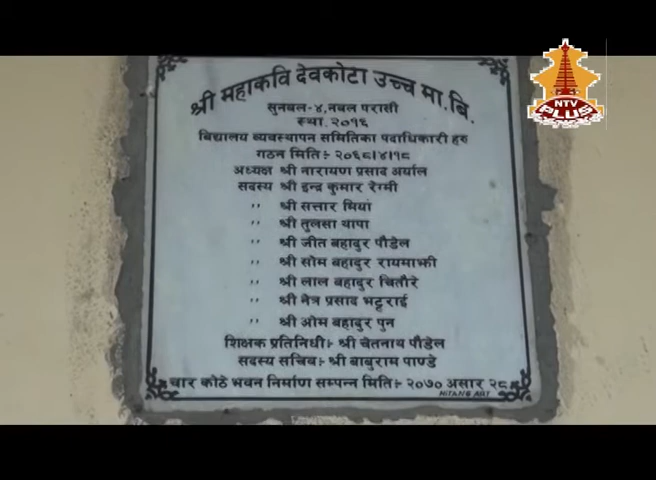 NTV
PLUS
श्री महाकवि देवकोटा उच्च मा.बि.
सुनवल-४, नवल परासी
स्था. २०१६
बिद्यालय ब्यवस्थापन समितिका पदाधिकारी हरु
गठन मिति:- २०६८।४।१८
अध्यक्ष श्री नारायण प्रसाद अर्याल
सदस्य श्री इन्द्र कुमार रेग्मी
" श्री सत्तार मियां
" श्री तुलसा थापा
" श्री जीत बहादुर पौडेल
" श्री सोम बहादुर रायमाझी
" श्री लाल बहादुर चितौरे
" श्री नेत्र प्रसाद भट्टराई
" श्री ओम बहादुर पुन
शिक्षक प्रतिनिधी:- श्री चेतनाथ पौडेल
सदस्य सचिब:- श्री बाबुराम पाण्डे
चार कोठे भवन निर्माण सम्पन्न मिति:- २०७० असार २८
NITANS ART